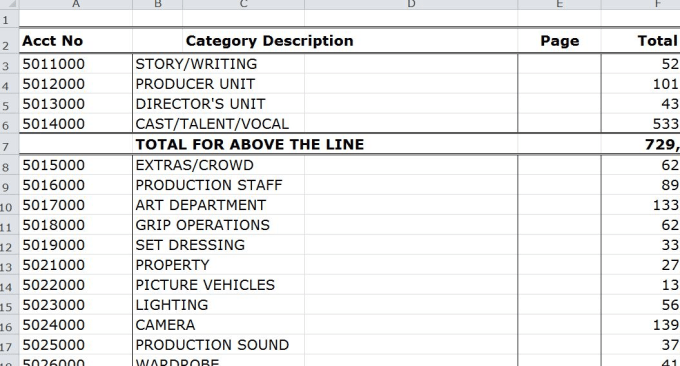 A B C D E F
1
2 Acct No Category Description Page Total
3 5011000 STORY/WRITING 52
4 5012000 PRODUCER UNIT 101
5 5013000 DIRECTOR'S UNIT 43
6 5014000 CAST/TALENT/VOCAL 533
7 TOTAL FOR ABOVE THE LINE 729,
8 5015000 EXTRAS/CROWD 62
9 5016000 PRODUCTION STAFF 89
10 5017000 ART DEPARTMENT 133
11 5018000 GRIP OPERATIONS 62
12 5019000 SET DRESSING 33
13 5021000 PROPERTY 27
14 5022000 PICTURE VEHICLES 13
15 5023000 LIGHTING 56
16 5024000 CAMERA 139
17 5025000 PRODUCTION SOUND 37
18 5026000 WARDROBE 41